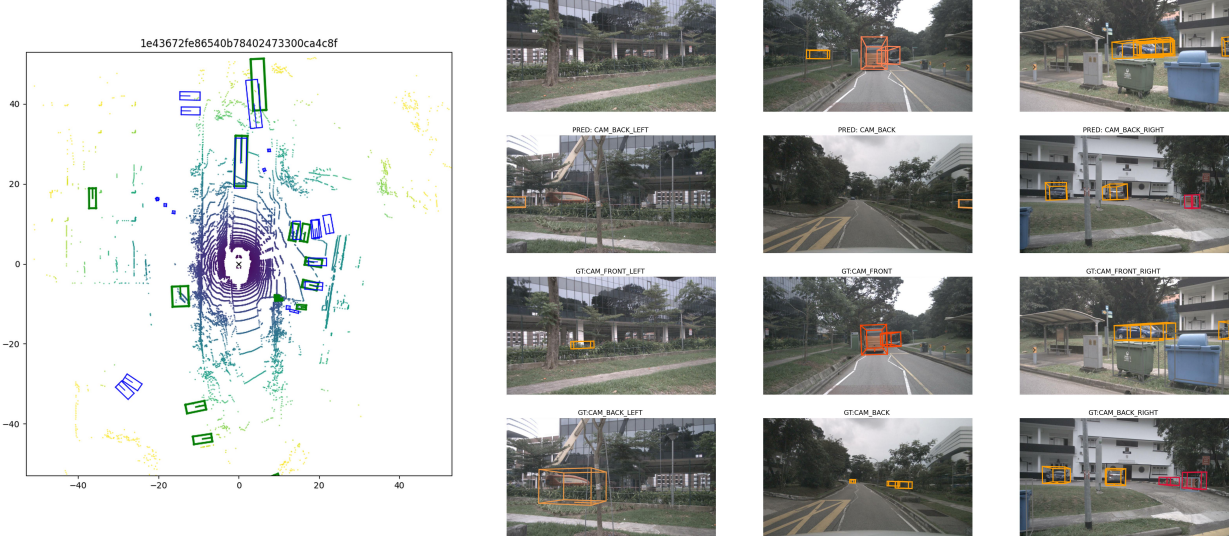 1e43672fe86540b78402473300ca4c8f
40
20
0
−20
−40
−40
−20
0
20
40
PRED: CAM_BACK_LEFT
PRED: CAM_BACK
PRED: CAM_BACK_RIGHT
GT:CAM_FRONT_LEFT
GT:CAM_FRONT
GT:CAM_FRONT_RIGHT
GT:CAM_BACK_LEFT
GT:CAM_BACK
GT:CAM_BACK_RIGHT